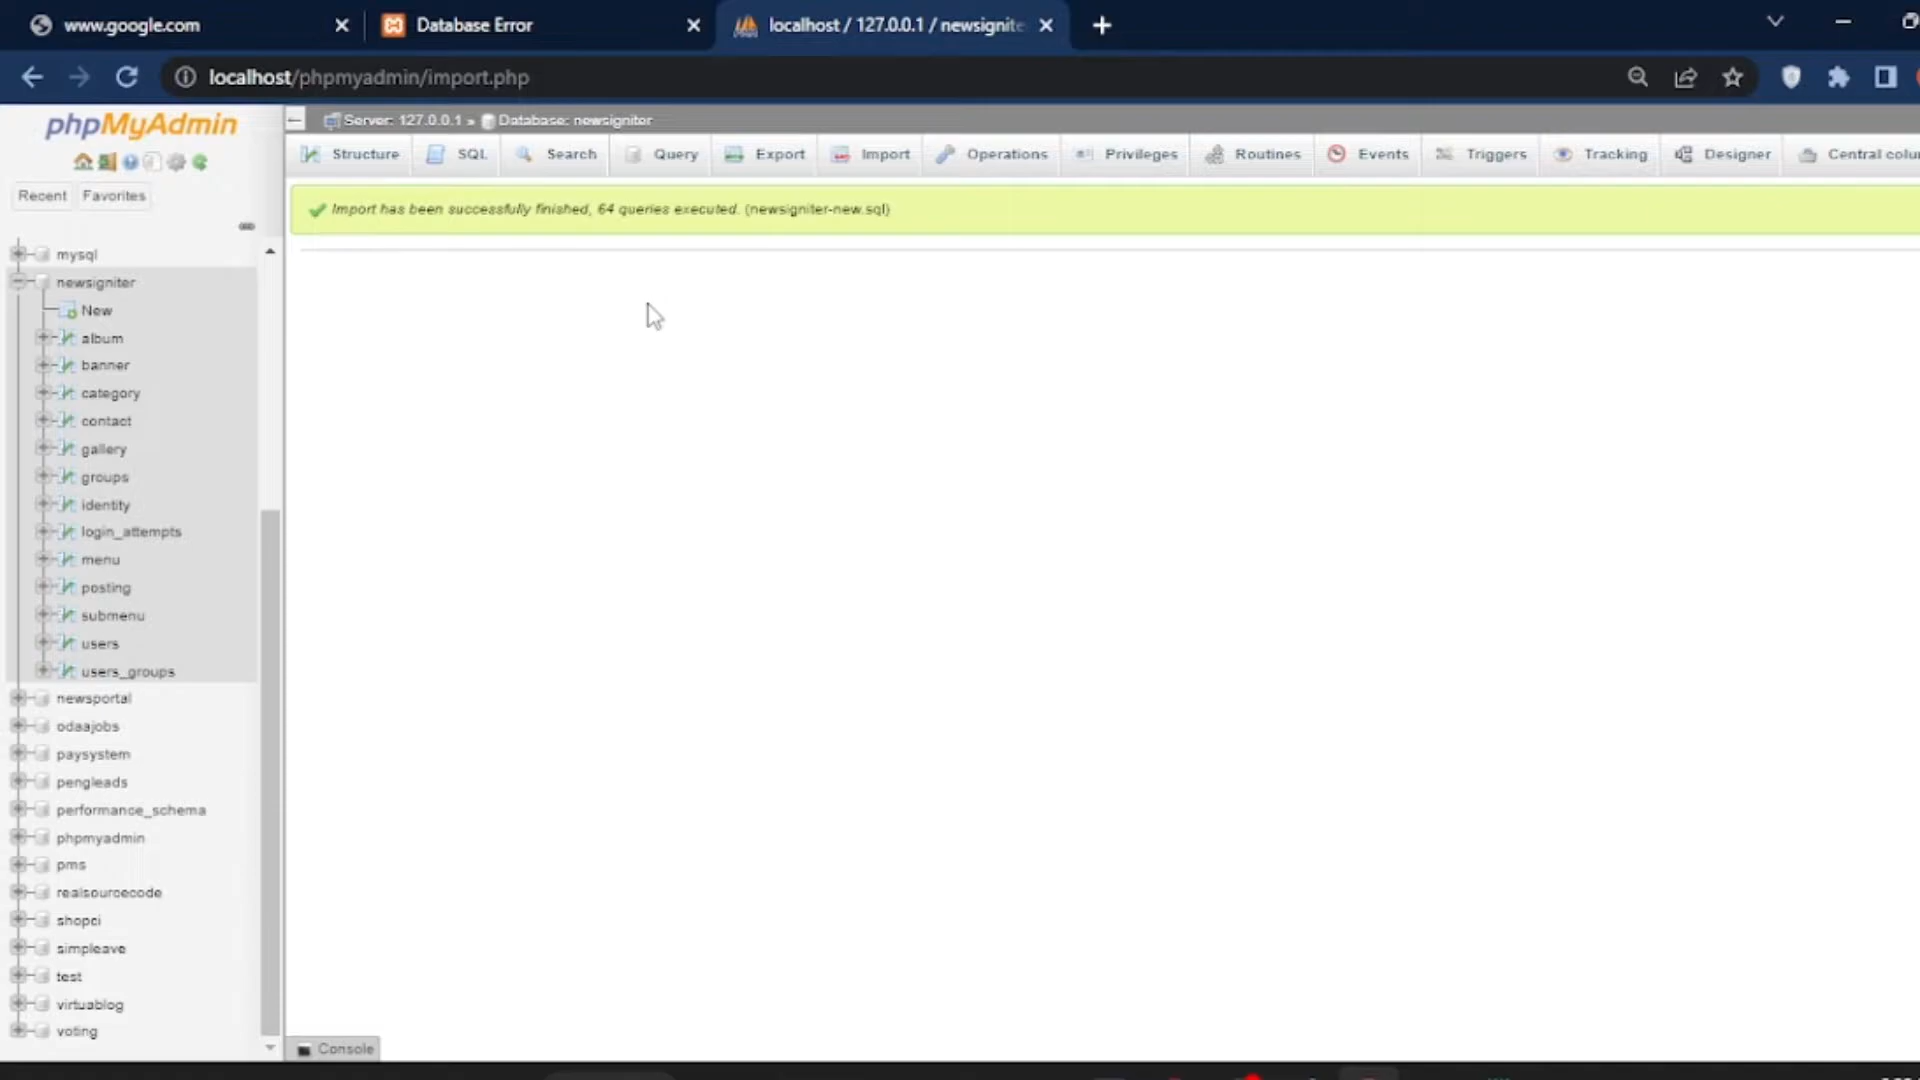 www.google.com
Database Error
localhost / 127.0.0.1 / newsignite
localhost/phpmyadmin/import.php
phpMyAdmin
Server: 127.0.0.1 » Database: newsigniter
Structure SQL Search Query Export Import Operations Privileges Routines Events Triggers Tracking Designer Central colu
Recent Favorites
Import has been successfully finished, 64 queries executed. (newsigniter-new.sql)
mysql
newsigniter
New
album
banner
category
contact
gallery
groups
identity
login_attempts
menu
posting
submenu
users
users_groups
newsportal
odaajobs
paysystem
pengleads
performance_schema
phpmyadmin
pms
realsourcecode
shopci
simpleave
test
virtuablog
voting
Console